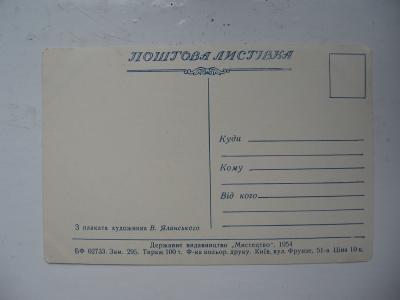 ПОШТОВА ЛИСТІВКА
Куди
Кому
Від кого
З плаката художника В. Яланського
Державне видавництво „Мистецтво", 1954
БФ 02733. Зам. 295. Тираж 100 т. Ф-ка кольор. друку. Київ, вул. Фрунзе, 51-а Ціна 10 к.